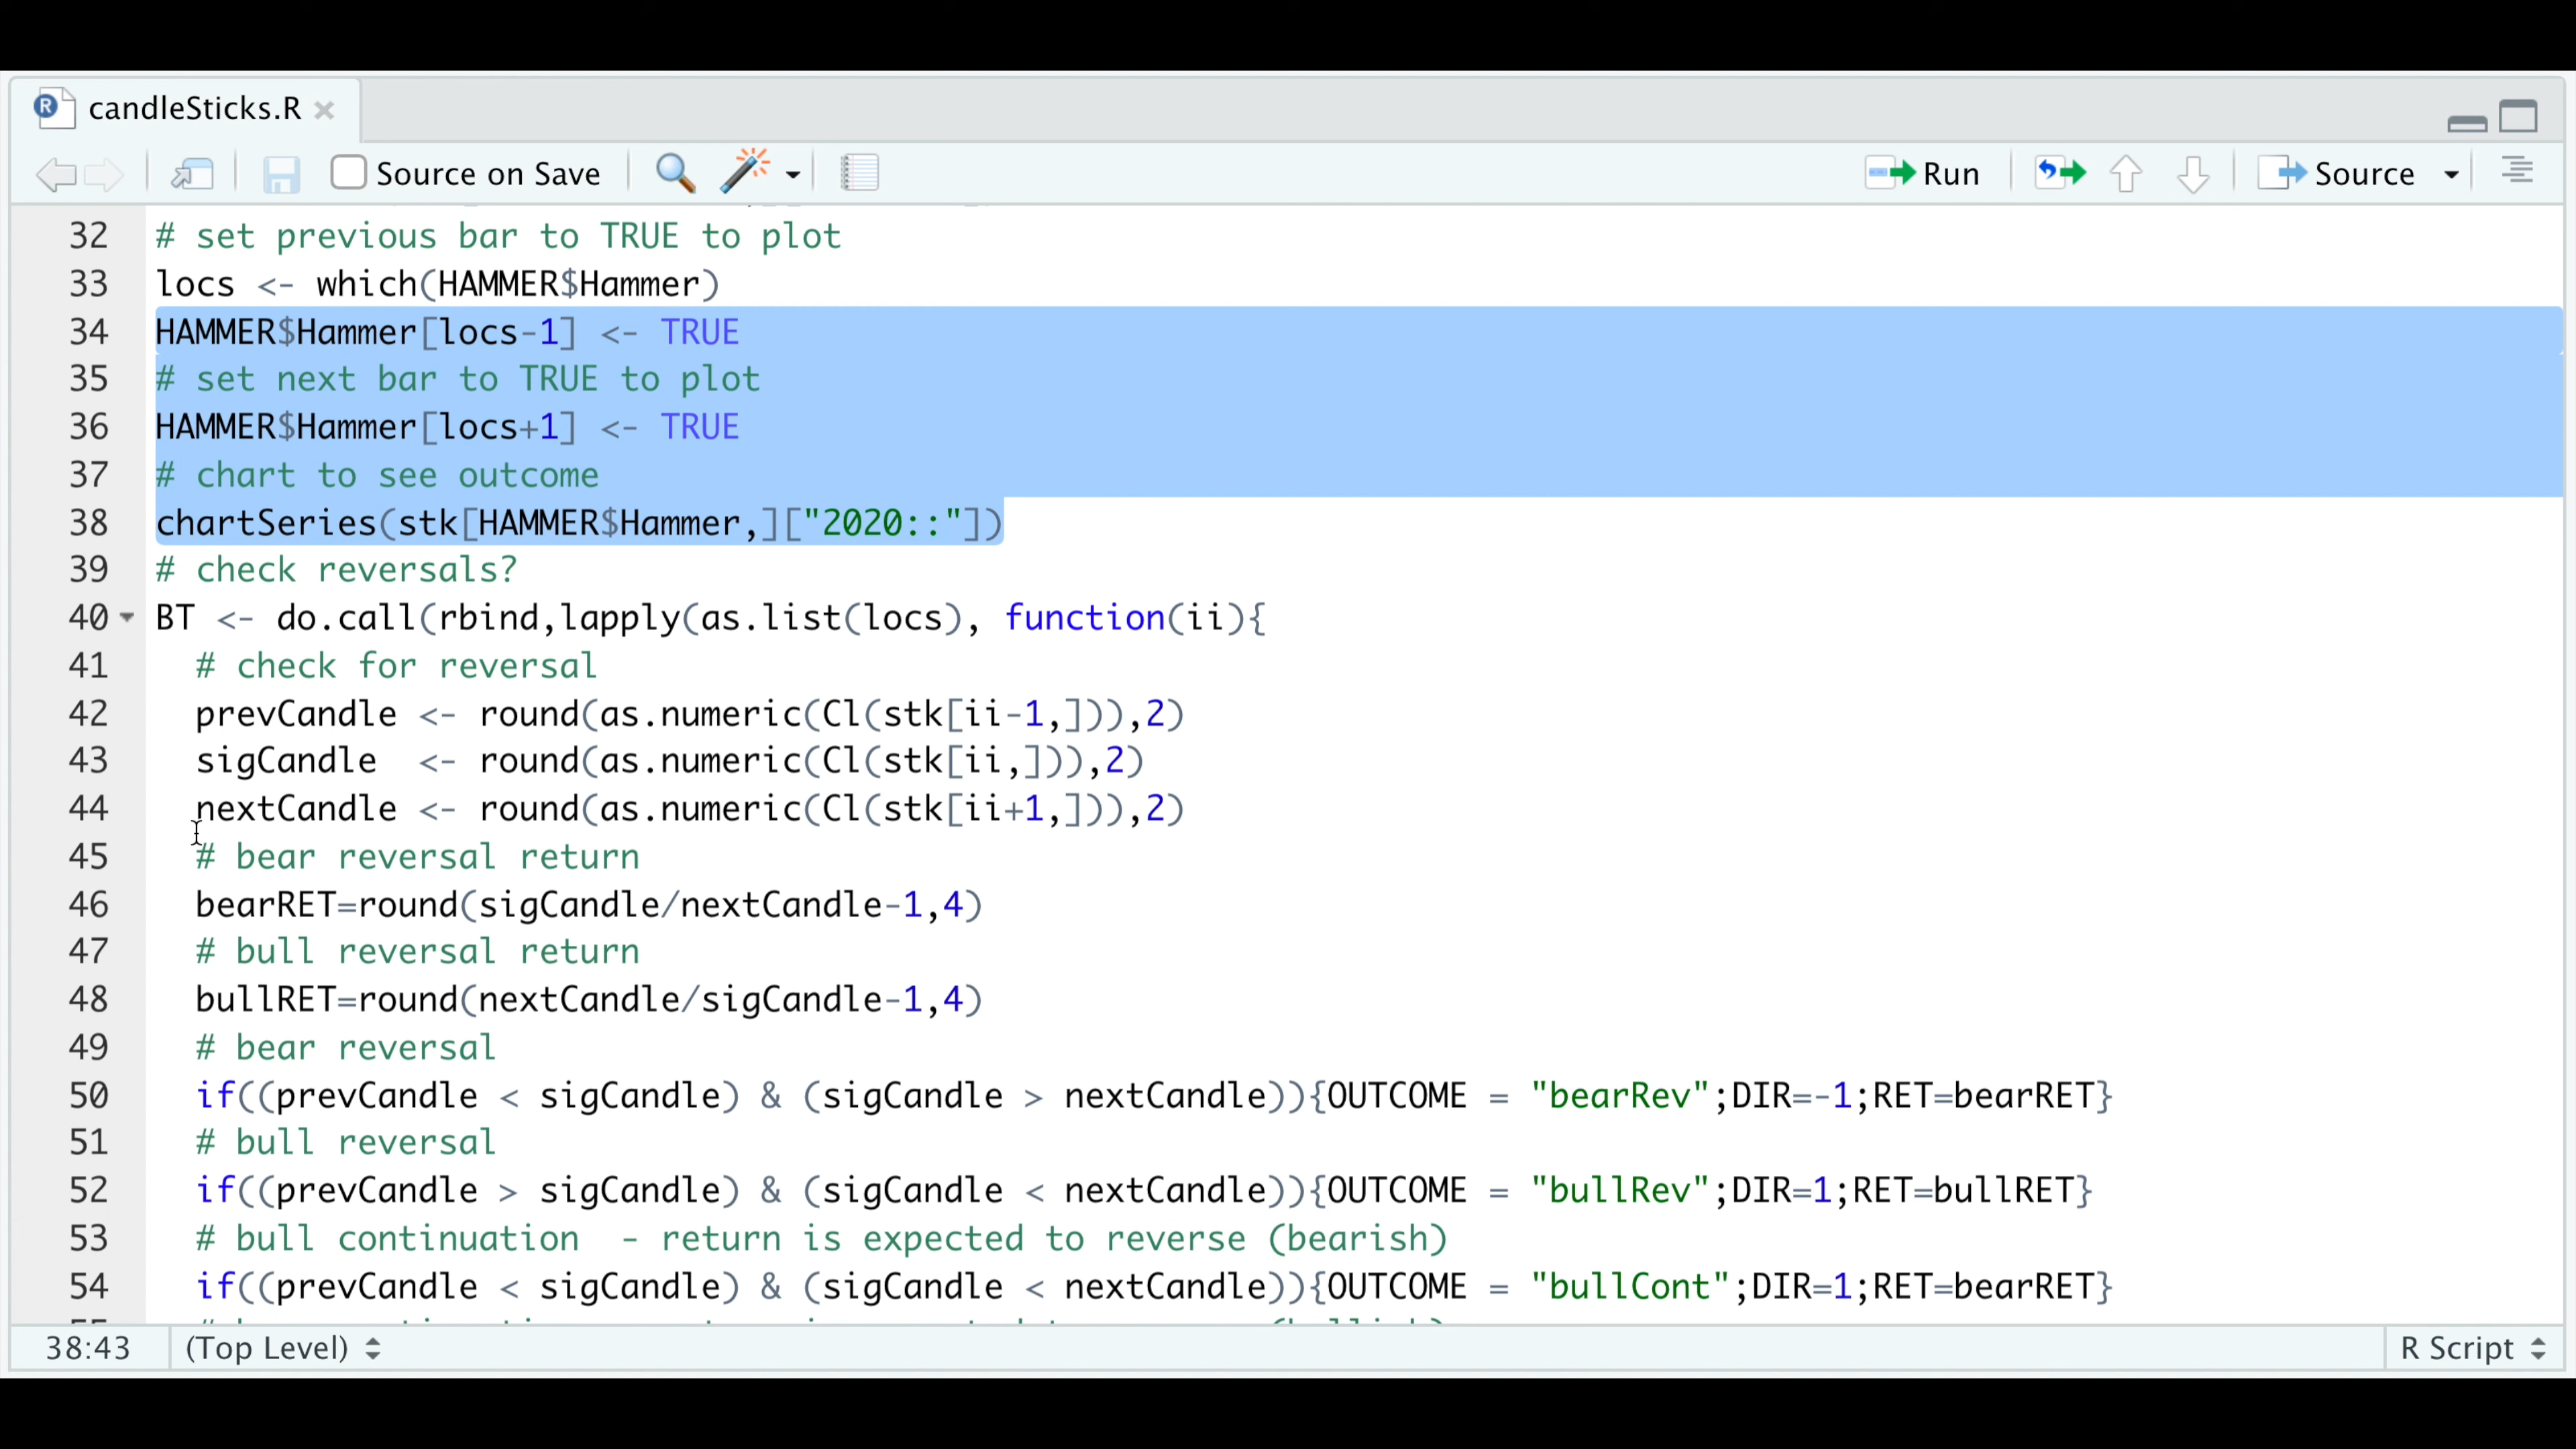 candleSticks.R
Source on Save Run Source
32 # set previous bar to TRUE to plot
33 locs <- which(HAMMER$Hammer)
34 HAMMER$Hammer[locs-1] <- TRUE
35 # set next bar to TRUE to plot
36 HAMMER$Hammer[locs+1] <- TRUE
37 # chart to see outcome
38 chartSeries(stk[HAMMER$Hammer,]["2020::"])
39 # check reversals?
40 BT <- do.call(rbind,lapply(as.list(locs), function(ii){
41   # check for reversal
42   prevCandle <- round(as.numeric(Cl(stk[ii-1,])),2)
43   sigCandle  <- round(as.numeric(Cl(stk[ii,])),2)
44   nextCandle <- round(as.numeric(Cl(stk[ii+1,])),2)
45   # bear reversal return
46   bearRET=round(sigCandle/nextCandle-1,4)
47   # bull reversal return
48   bullRET=round(nextCandle/sigCandle-1,4)
49   # bear reversal
50   if((prevCandle < sigCandle) & (sigCandle > nextCandle)){OUTCOME = "bearRev";DIR=-1;RET=bearRET}
51   # bull reversal
52   if((prevCandle > sigCandle) & (sigCandle < nextCandle)){OUTCOME = "bullRev";DIR=1;RET=bullRET}
53   # bull continuation  - return is expected to reverse (bearish)
54   if((prevCandle < sigCandle) & (sigCandle < nextCandle)){OUTCOME = "bullCont";DIR=1;RET=bearRET}
38:43 (Top Level) R Script